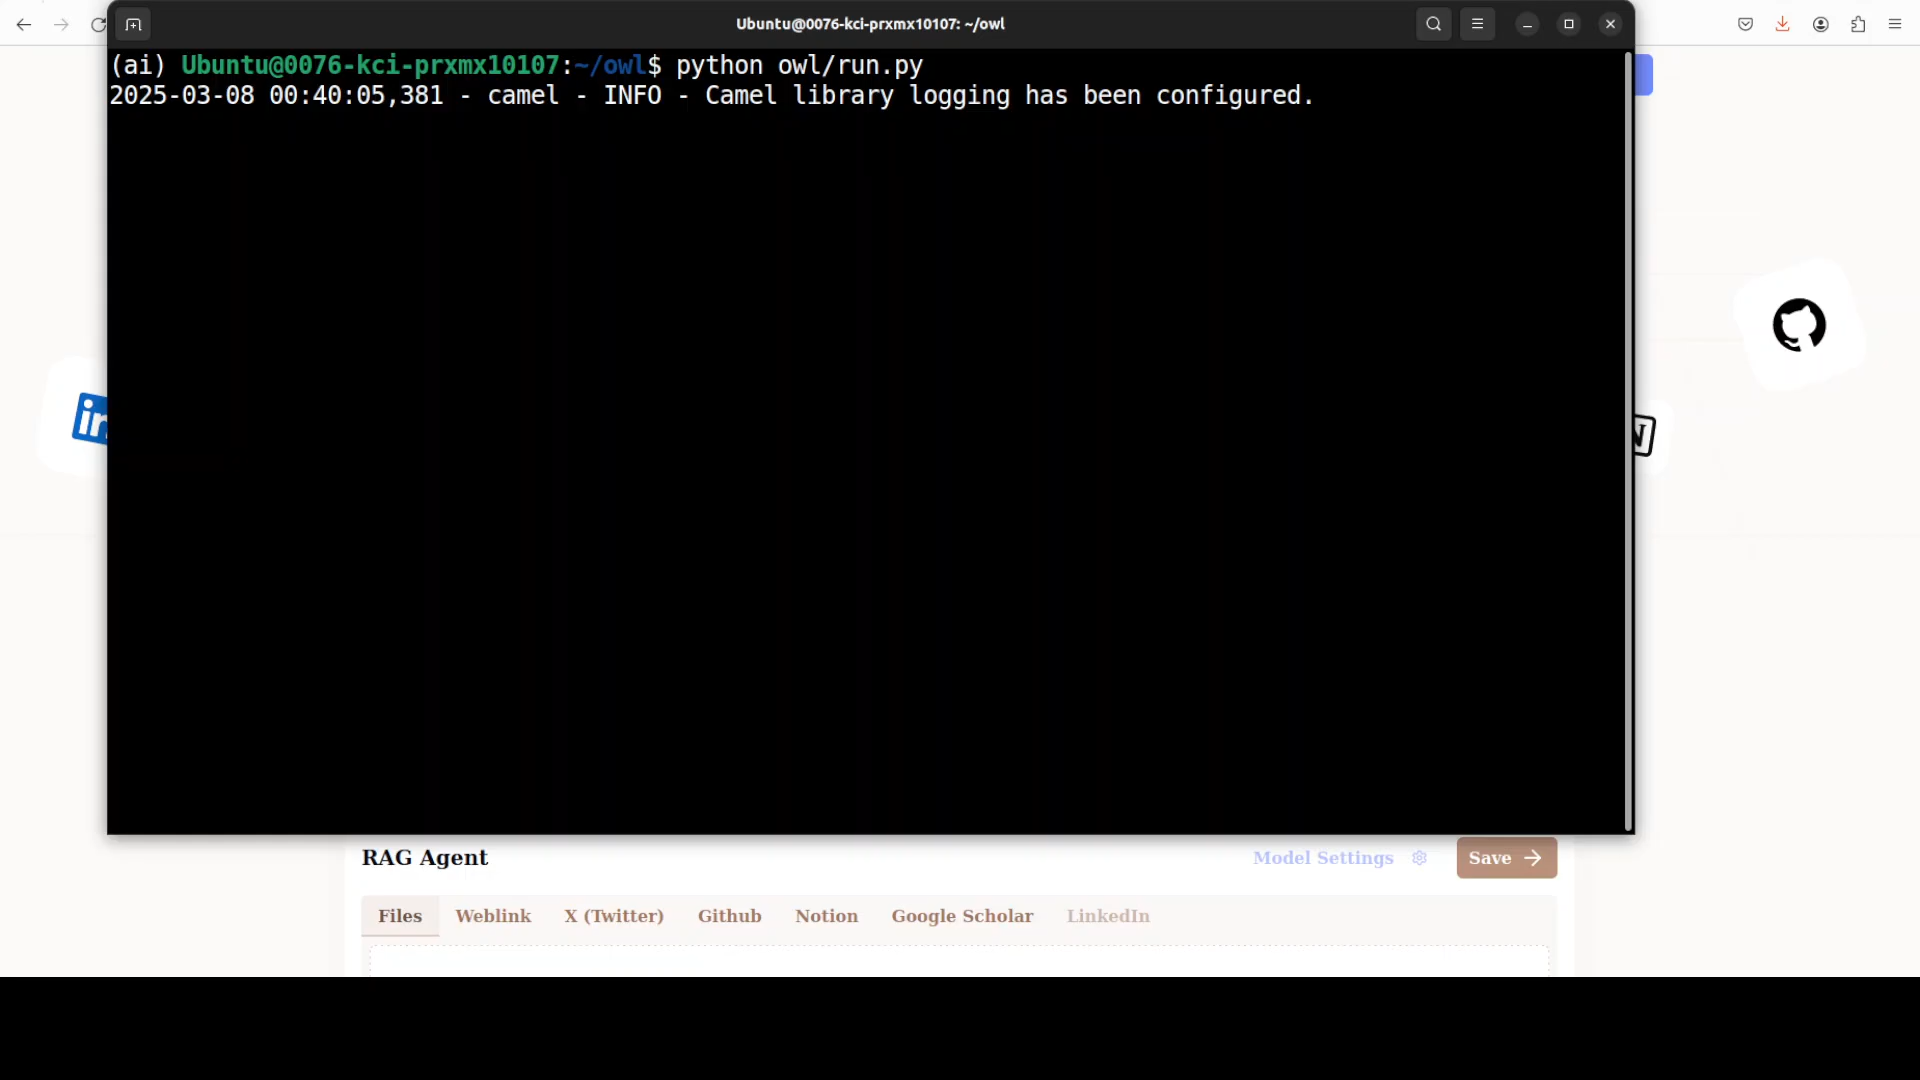 Ubuntu@0076-kci-prxmx10107: ~/owl
(ai) Ubuntu@0076-kci-prxmx10107:~/owl$ python owl/run.py
2025-03-08 00:40:05,381 - camel - INFO - Camel library logging has been configured.
in
N
RAG Agent
Model Settings
Save
Files Weblink X (Twitter) Github Notion Google Scholar LinkedIn